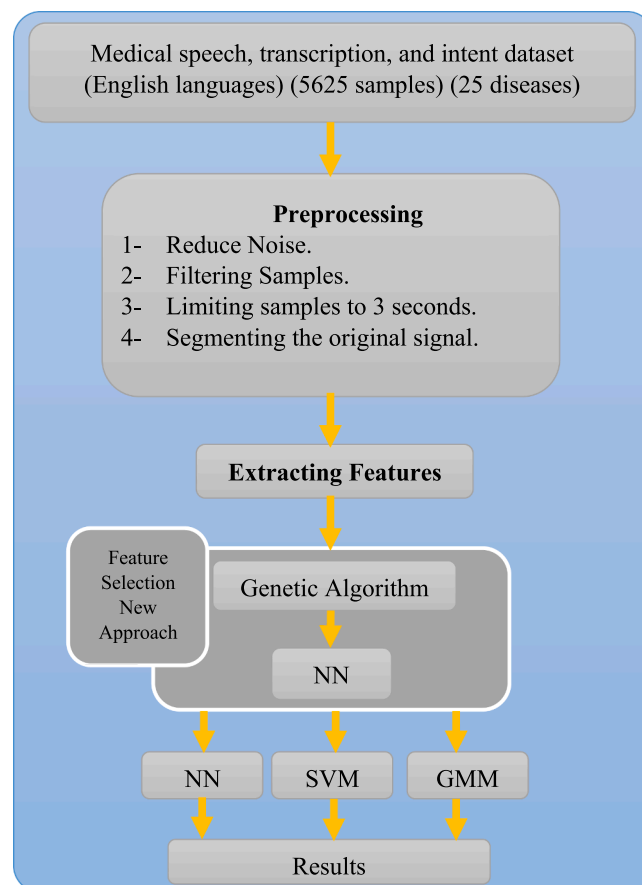 Medical speech, transcription, and intent dataset
(English languages) (5625 samples) (25 diseases)
Preprocessing
1- Reduce Noise.
2- Filtering Samples.
3- Limiting samples to 3 seconds.
4- Segmenting the original signal.
Extracting Features
Feature
Selection
New
Approach
Genetic Algorithm
NN
NN
SVM
GMM
Results